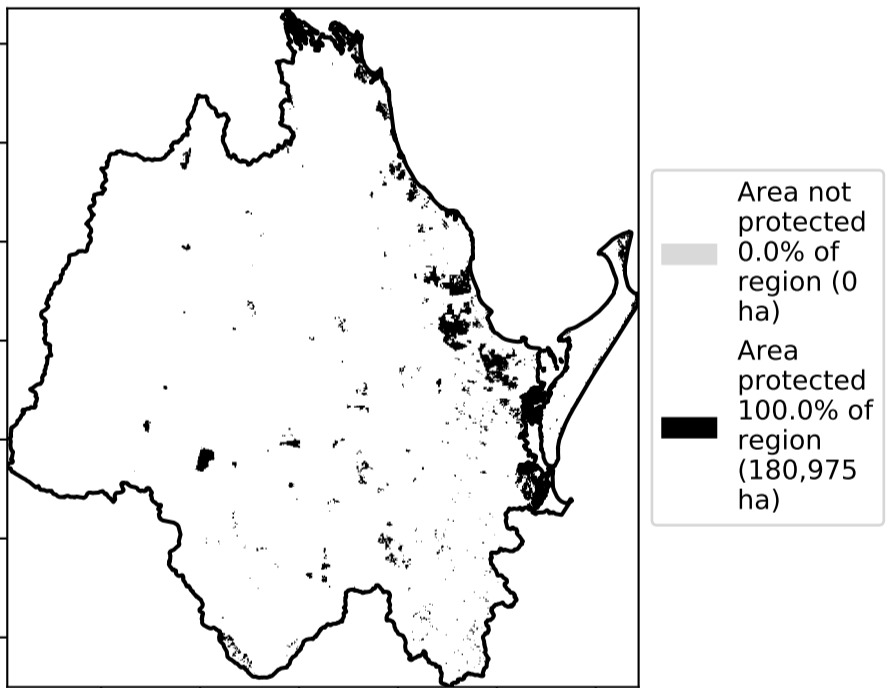 Area not
protected
0.0% of
region (0
ha)
Area
protected
100.0% of
region
(180,975
ha)